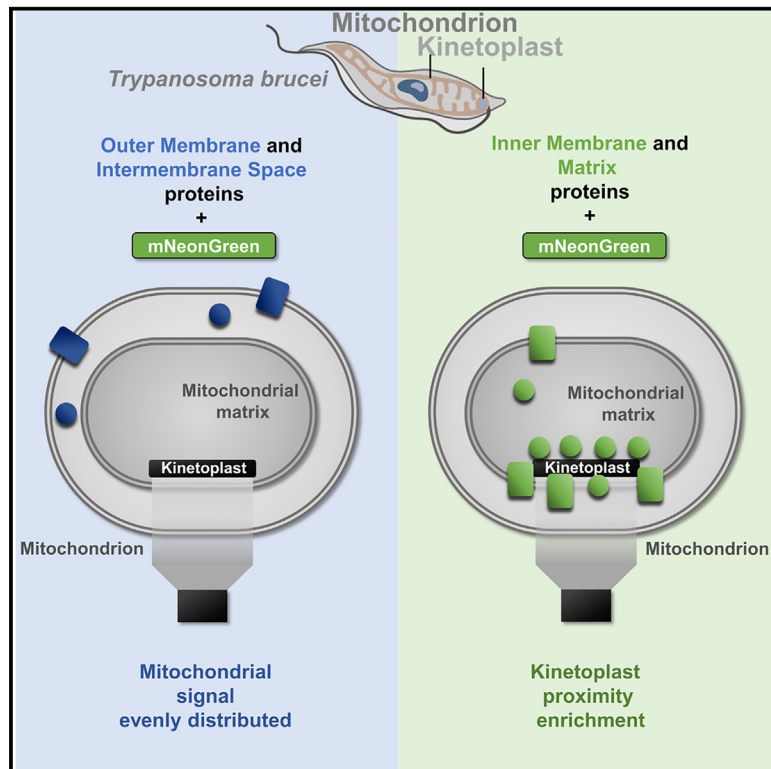 Mitochondrion
Kinetoplast
Trypanosoma brucei
Outer Membrane and
Intermembrane Space
proteins
+
mNeonGreen
Mitochondrial
matrix
Kinetoplast
Mitochondrion
Mitochondrial
signal
evenly distributed
Inner Membrane and
Matrix
proteins
+
mNeonGreen
Mitochondrial
matrix
Kinetoplast
Mitochondrion
Kinetoplast
proximity
enrichment